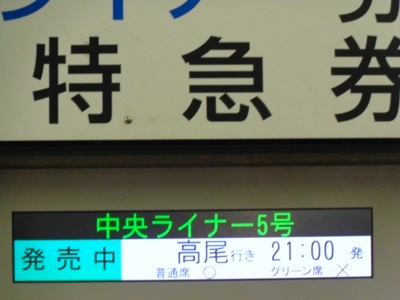 ライナー券
特急券
中央ライナー5号
発売中 高尾行き 21:00 発
普通席 ○ グリーン席 ×